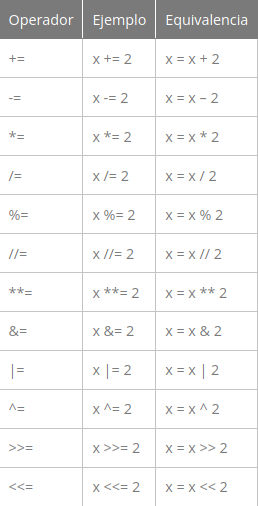 Operador Ejemplo Equivalencia
+= x += 2 x = x + 2
-= x -= 2 x = x – 2
*= x *= 2 x = x * 2
/= x /= 2 x = x / 2
%= x %= 2 x = x % 2
//= x //= 2 x = x // 2
**= x **= 2 x = x ** 2
&= x &= 2 x = x & 2
|= x |= 2 x = x | 2
^= x ^= 2 x = x ^ 2
>>= x >>= 2 x = x >> 2
<<= x <<= 2 x = x << 2